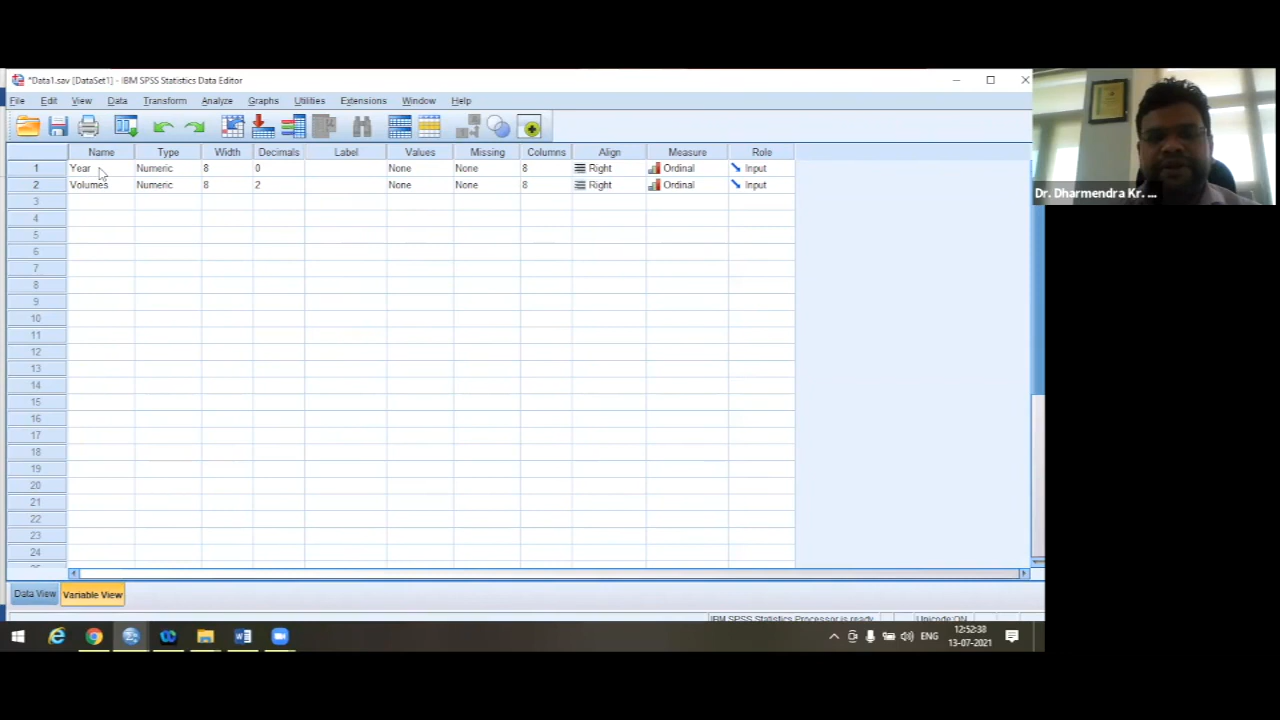 *Data1.sav [DataSet1] - IBM SPSS Statistics Data Editor
File Edit View Data Transform Analyze Graphs Utilities Extensions Window Help
Name Type Width Decimals Label Values Missing Columns Align Measure Role
1 Year Numeric 8 0 None None 8 Right Ordinal Input
2 Volumes Numeric 8 2 None None 8 Right Ordinal Input
3
4
5
6
7
8
9
10
11
12
13
14
15
16
17
18
19
20
21
22
23
24
Data View Variable View
IBM SPSS Statistics Processor is ready Unicode:ON
ENG 12:52:38
13-07-2021
Dr. Dharmendra Kr. ...